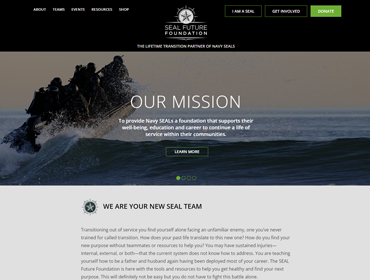 ABOUT TEAMS EVENTS RESOURCES SHOP
SEAL FUTURE
FOUNDATION
I AM A SEAL GET INVOLVED DONATE
THE LIFETIME TRANSITION PARTNER OF NAVY SEALS
OUR MISSION
To provide Navy SEALs a foundation that supports their
well-being, education and career to continue a life of
service within their communities.
LEARN MORE
WE ARE YOUR NEW SEAL TEAM
Transitioning out of service you find yourself facing an unfamiliar enemy, one you've never
trained for called transition. How does your past life translate to this new one? How do you find your
new purpose without teammates or resources to help you? You may have sustained injuries—
internal, external, or both—that the current system does not know how to address. You are teaching
yourself how to be a father and husband again having been deployed most of your career. The SEAL
Future Foundation is here with the tools and resources to help you get healthy and find your next
purpose. This will definitely not be easy but you do not have to fight this battle alone.